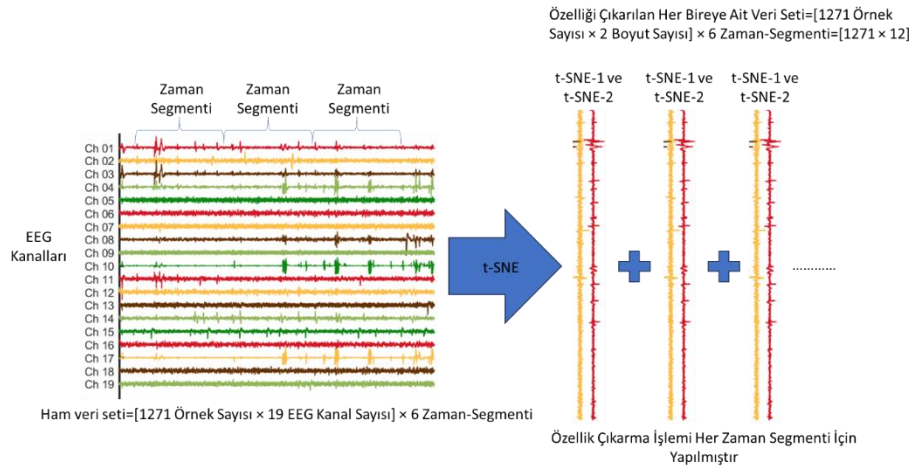 Özelliği Çıkarılan Her Bireye Ait Veri Seti=[1271 Örnek
Sayısı × 2 Boyut Sayısı] × 6 Zaman-Segmenti=[1271 × 12]
Zaman
Segmenti
Zaman
Segmenti
Zaman
Segmenti
t-SNE-1 ve
t-SNE-2
t-SNE-1 ve
t-SNE-2
t-SNE-1 ve
t-SNE-2
EEG
Kanalları
Ch 01
Ch 02
Ch 03
Ch 04
Ch 05
Ch 06
Ch 07
Ch 08
Ch 09
Ch 10
Ch 11
Ch 12
Ch 13
Ch 14
Ch 15
Ch 16
Ch 17
Ch 18
Ch 19
t-SNE
............
Ham veri seti=[1271 Örnek Sayısı × 19 EEG Kanal Sayısı] × 6 Zaman-Segmenti
Özellik Çıkarma İşlemi Her Zaman Segmenti İçin
Yapılmıştır